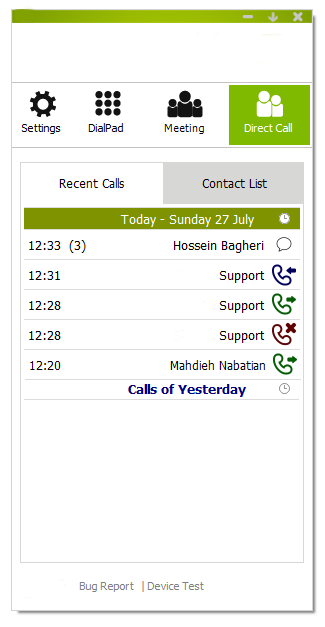 Settings DialPad Meeting Direct Call
Recent Calls Contact List
Today - Sunday 27 July
12:33 (3) Hossein Bagheri
12:31 Support
12:28 Support
12:28 Support
12:20 Mahdieh Nabatian
Calls of Yesterday
Bug Report | Device Test